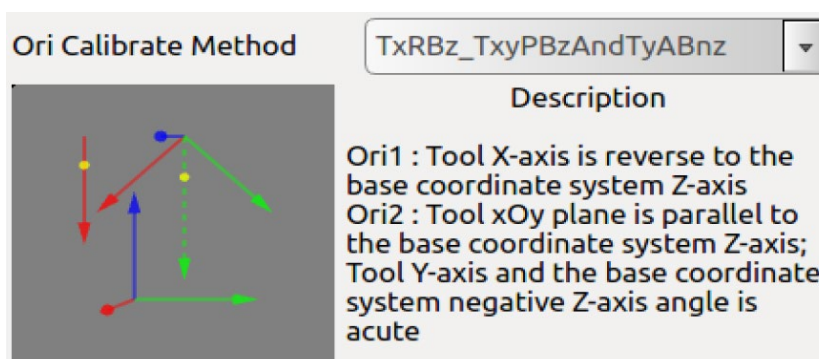 Ori Calibrate Method
TxRBz_TxyPBzAndTyABnz
Description
Ori1 : Tool X-axis is reverse to the
base coordinate system Z-axis
Ori2 : Tool xOy plane is parallel to
the base coordinate system Z-axis;
Tool Y-axis and the base coordinate
system negative Z-axis angle is
acute